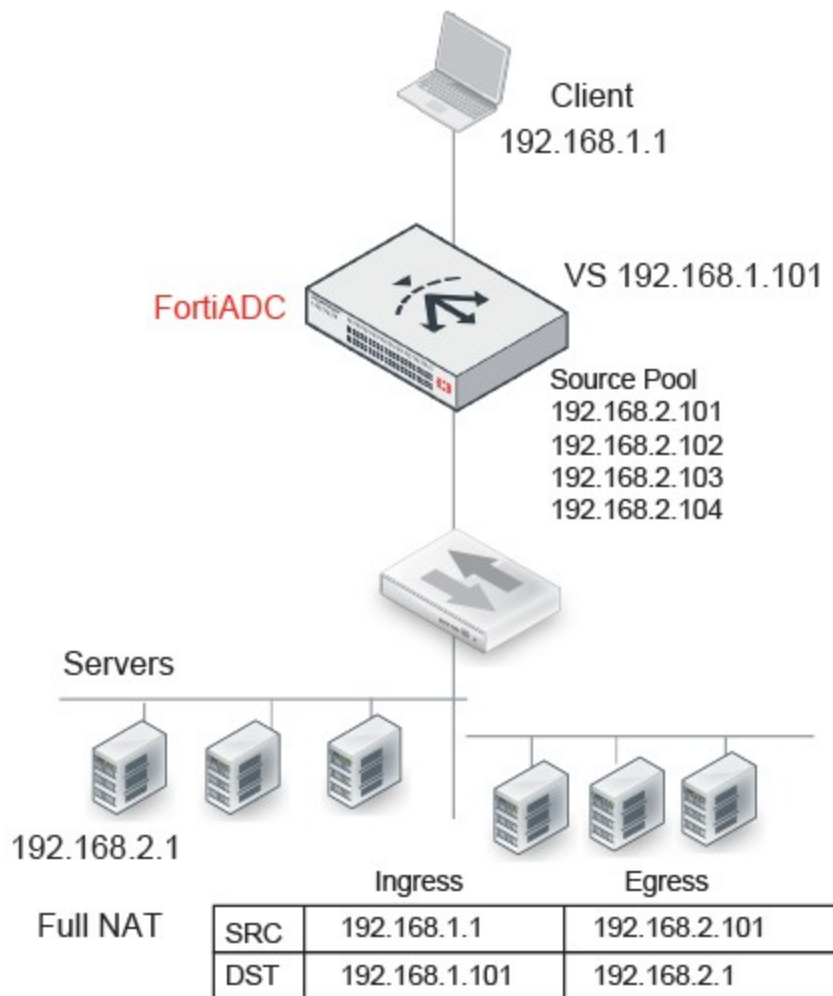 Client
192.168.1.1
FortiADC
VS 192.168.1.101
Source Pool
192.168.2.101
192.168.2.102
192.168.2.103
192.168.2.104
Servers
192.168.2.1
Ingress Egress
Full NAT
SRC 192.168.1.1 192.168.2.101
DST 192.168.1.101 192.168.2.1